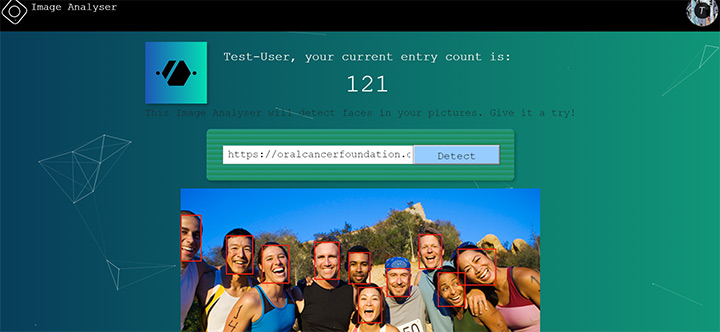 Image Analyser
T
Test-User, your current entry count is:
121
This Image Analyser will detect faces in your pictures. Give it a try!
https://oralcancerfoundation.c
Detect
50